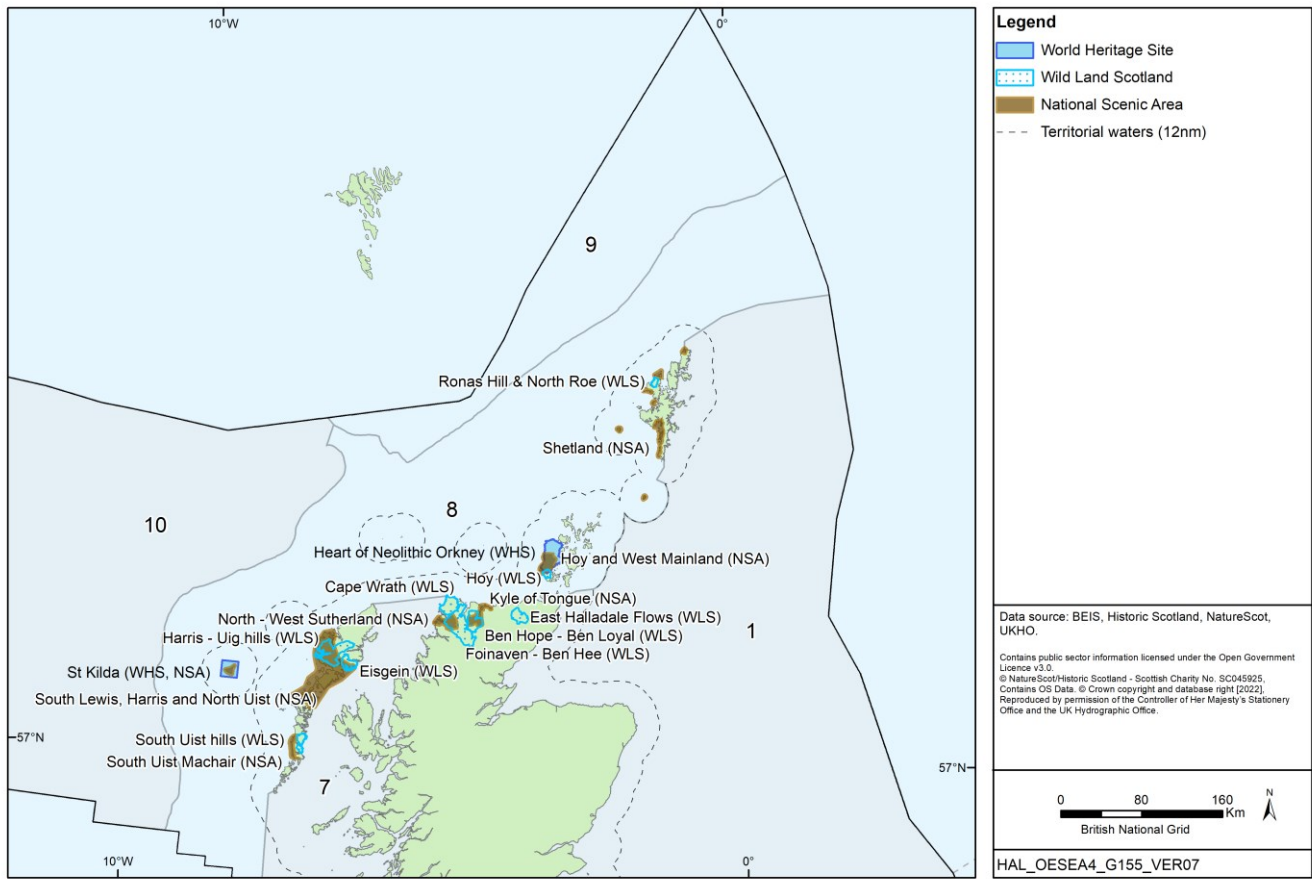 10°W
0°
9
Ronas Hill & North Roe (WLS)
Shetland (NSA)
10
8
Heart of Neolithic Orkney (WHS)
Hoy and West Mainland (NSA)
Hoy (WLS)
Cape Wrath (WLS)
Kyle of Tongue (NSA)
North - West Sutherland (NSA)
East Halladale Flows (WLS)
1
Harris - Uig hills (WLS)
Ben Hope - Ben Loyal (WLS)
Foinaven - Ben Hee (WLS)
St Kilda (WHS, NSA)
Eisgein (WLS)
South Lewis, Harris and North Uist (NSA)
57°N
South Uist hills (WLS)
South Uist Machair (NSA)
7
57°N
10°W
0°
Legend
World Heritage Site
Wild Land Scotland
National Scenic Area
Territorial waters (12nm)
Data source: BEIS, Historic Scotland, NatureScot,
UKHO.
Contains public sector information licensed under the Open Government
Licence v3.0.
© NatureScot/Historic Scotland - Scottish Charity No. SC045925,
Contains OS Data. © Crown copyright and database right [2022],
Reproduced by permission of the Controller of Her Majesty's Stationery
Office and the UK Hydrographic Office.
0 80 160
Km
N
British National Grid
HAL_OESEA4_G155_VER07